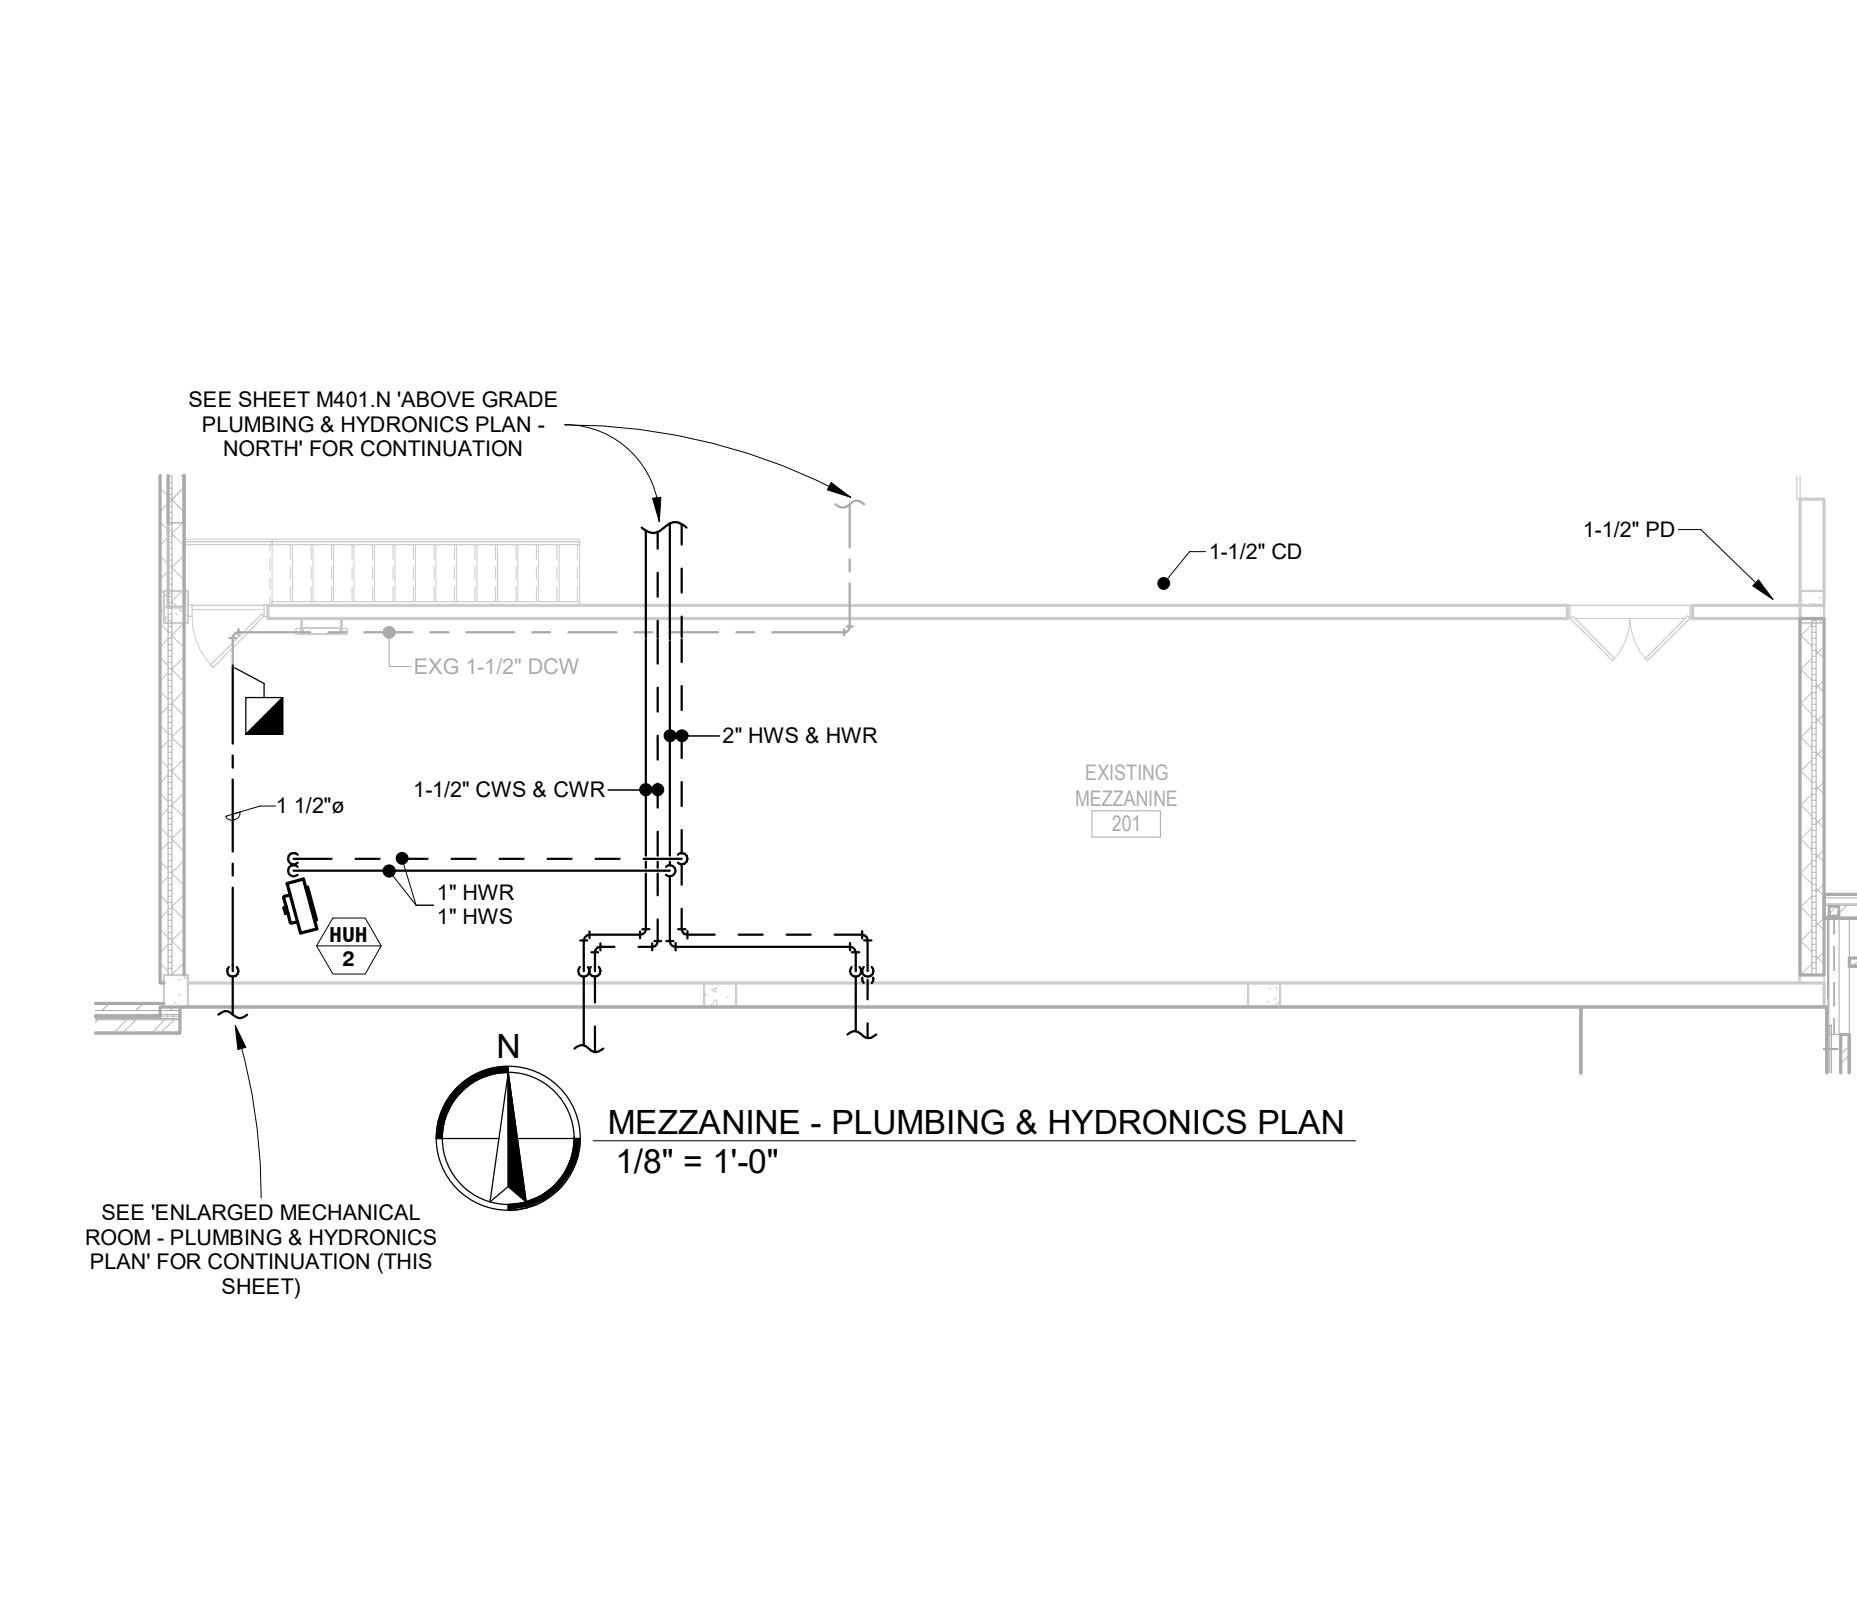 SEE SHEET M401.N 'ABOVE GRADE
PLUMBING & HYDRONICS PLAN -
NORTH' FOR CONTINUATION
1-1/2" PD
1-1/2" CD
EXG 1-1/2" DCW
2" HWS & HWR
1-1/2" CWS & CWR
EXISTING
MEZZANINE
201
1 1/2"ø
1" HWR
1" HWS
HUH
2
N
MEZZANINE - PLUMBING & HYDRONICS PLAN
1/8" = 1'-0"
SEE 'ENLARGED MECHANICAL
ROOM - PLUMBING & HYDRONICS
PLAN' FOR CONTINUATION (THIS
SHEET)